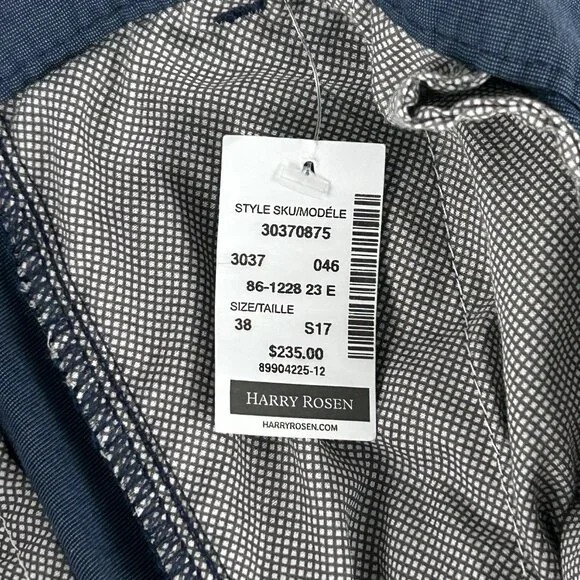 STYLE SKU/MODÉLE
30370875
3037 046
86-1228 23 E
SIZE/TAILLE
38 S17
$235.00
89904225-12
HARRY ROSEN
HARRYROSEN.COM